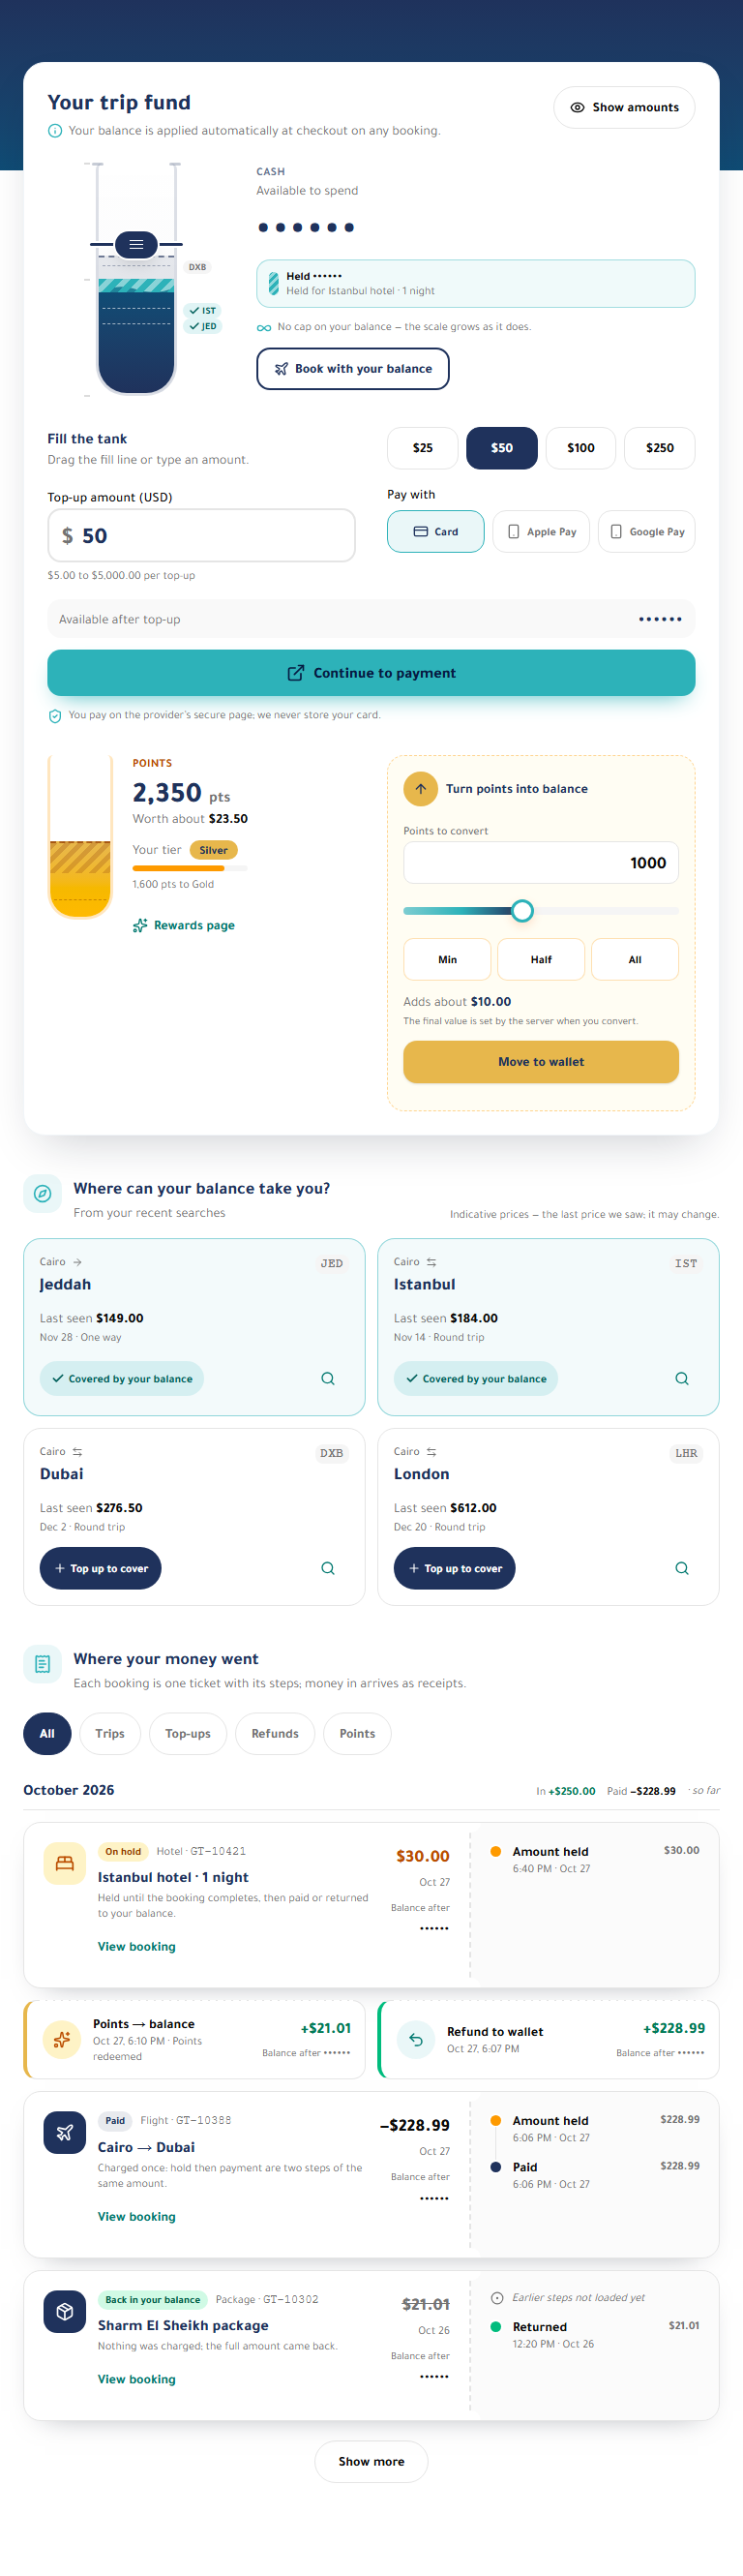 Your trip fund
Your balance is applied automatically at checkout on any booking.
Show amounts
DXB
IST
JED
CASH
Available to spend
••••••
Held ••••••
Held for Istanbul hotel · 1 night
No cap on your balance — the scale grows as it does.
Book with your balance
Fill the tank
Drag the fill line or type an amount.
$25
$50
$100
$250
Top-up amount (USD)
$ 50
$5.00 to $5,000.00 per top-up
Pay with
Card
Apple Pay
Google Pay
Available after top-up
••••••
Continue to payment
You pay on the provider's secure page; we never store your card.
POINTS
2,350 pts
Worth about $23.50
Your tier Silver
1,600 pts to Gold
Rewards page
Turn points into balance
Points to convert
1000
Min
Half
All
Adds about $10.00
The final value is set by the server when you convert.
Move to wallet
Where can your balance take you?
From your recent searches
Indicative prices — the last price we saw; it may change.
Cairo →
JED
Jeddah
Last seen $149.00
Nov 28 · One way
Covered by your balance
Cairo ⇆
IST
Istanbul
Last seen $184.00
Nov 14 · Round trip
Covered by your balance
Cairo ⇆
DXB
Dubai
Last seen $276.50
Dec 2 · Round trip
+ Top up to cover
Cairo ⇆
LHR
London
Last seen $612.00
Dec 20 · Round trip
+ Top up to cover
Where your money went
Each booking is one ticket with its steps; money in arrives as receipts.
All
Trips
Top-ups
Refunds
Points
October 2026
In +$250.00 Paid −$228.99 · so far
On hold Hotel · GT-10421
Istanbul hotel · 1 night
Held until the booking completes, then paid or returned
to your balance.
View booking
$30.00
Oct 27
Balance after
••••••
Amount held
$30.00
6:40 PM · Oct 27
Points → balance
Oct 27, 6:10 PM · Points
redeemed
+$21.01
Balance after ••••••
Refund to wallet
Oct 27, 6:07 PM
+$228.99
Balance after ••••••
Paid Flight · GT-10388
Cairo → Dubai
Charged once: hold then payment are two steps of the
same amount.
View booking
−$228.99
Oct 27
Balance after
••••••
Amount held
$228.99
6:06 PM · Oct 27
Paid
$228.99
6:06 PM · Oct 27
Back in your balance Package · GT-10302
Sharm El Sheikh package
Nothing was charged; the full amount came back.
View booking
$21.01
Oct 26
Balance after
••••••
Earlier steps not loaded yet
Returned
$21.01
12:20 PM · Oct 26
Show more